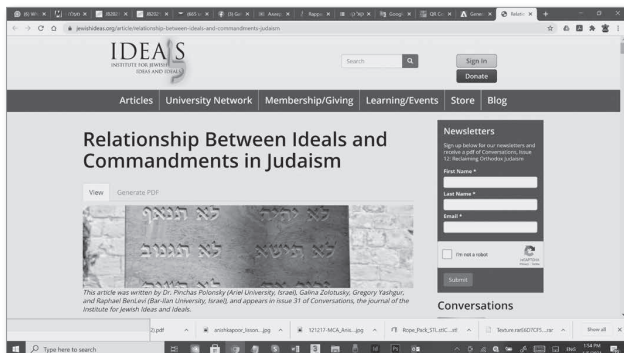 jewishideas.org/article/relationship-between-ideals-and-commandments-judaism
IDEALS
INSTITUTE FOR JEWISH
IDEAS AND IDEALS
Search
Sign In
Donate
Articles University Network Membership/Giving Learning/Events Store Blog
Relationship Between Ideals and
Commandments in Judaism
View Generate PDF
לא תנאף לא יהיה
לא תגנוב לא תישא
This article was written by Dr. Pinchas Polonsky (Ariel University, Israel), Galina Zolotusky, Gregory Yashgur,
and Raphael BenLevi (Bar-Ilan University, Israel), and appears in issue 31 of Conversations, the journal of the
Institute for Jewish Ideas and Ideals.
Newsletters
Sign up below for our newsletters and
receive a pdf of Conversations, Issue
12: Reclaiming Orthodox Judaism
First Name *
Last Name *
Email *
I'm not a robot
reCAPTCHA
Submit
Conversations
Show all
Type here to search
ENG 1:54 PM